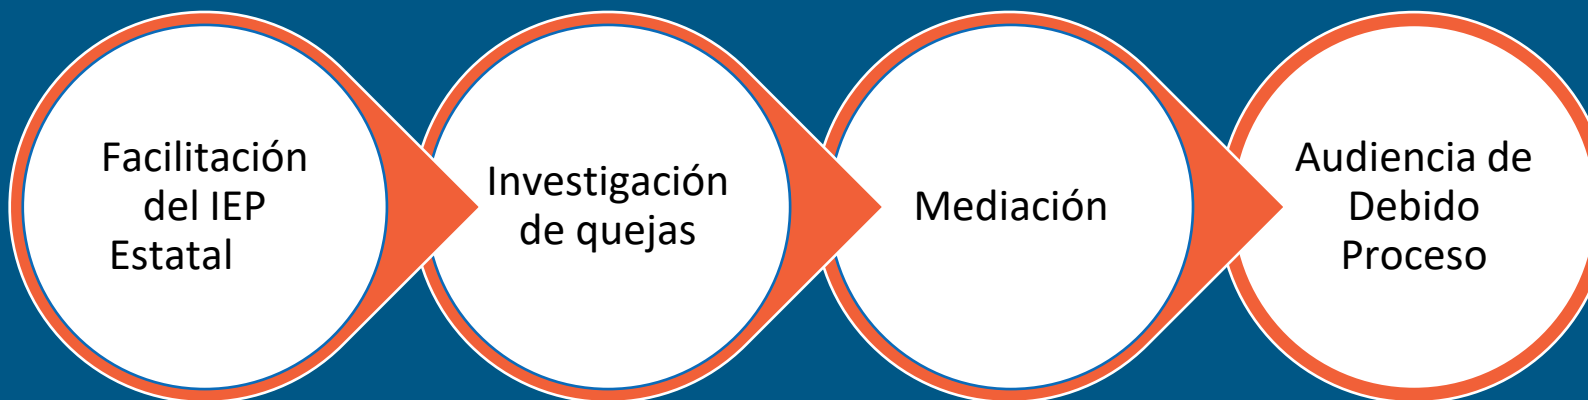 Facilitación
del IEP
Estatal
Investigación
de quejas
Mediación
Audiencia de
Debido
Proceso